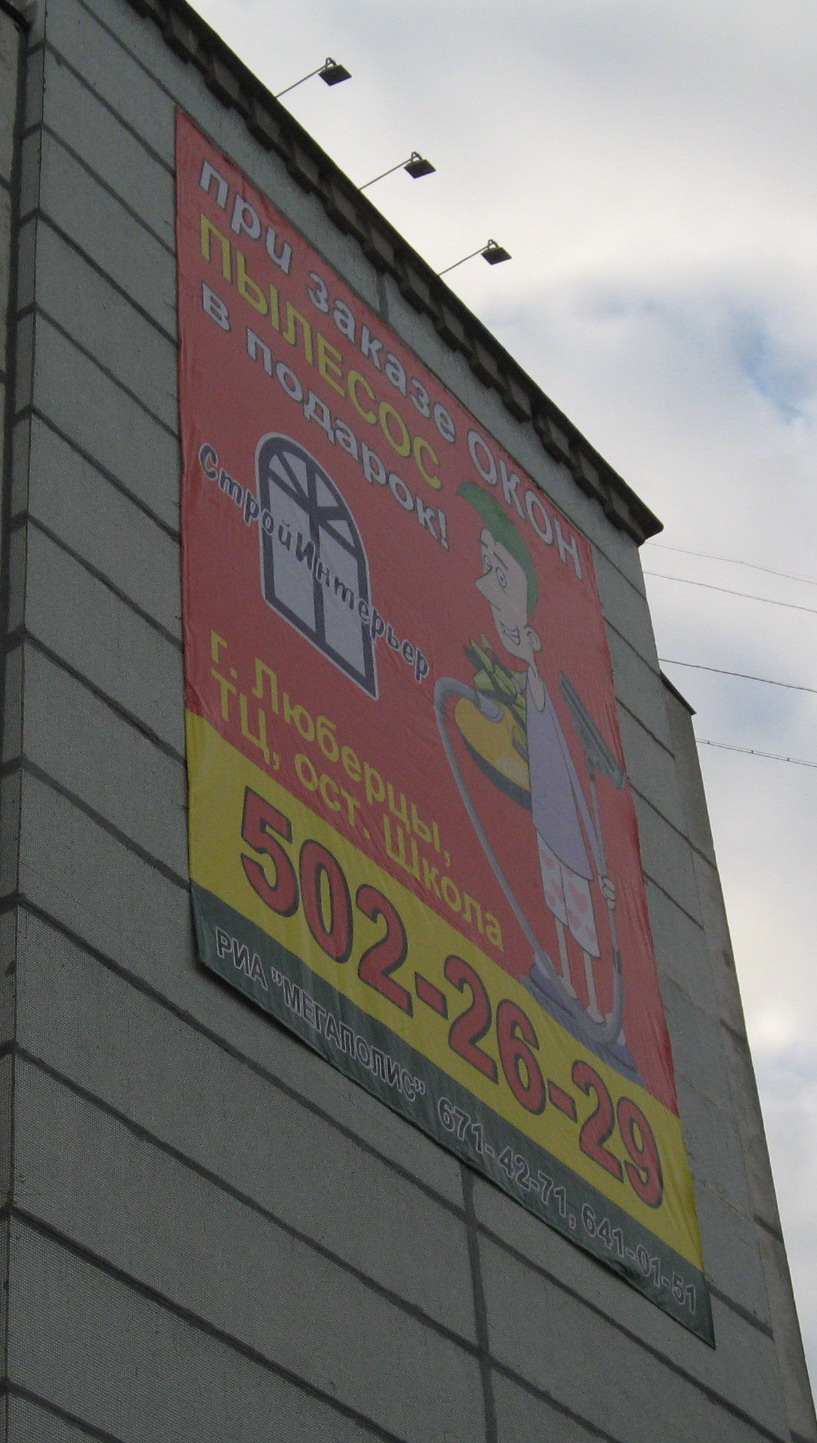 при заказе ОКОН
ПЫЛЕСОС
в подарок!
СтройИнтерьер
г. Люберцы,
ТЦ, ост. Школа
502-26-29
РИА "МЕГАПОЛИС" 671-42-71, 641-01-51